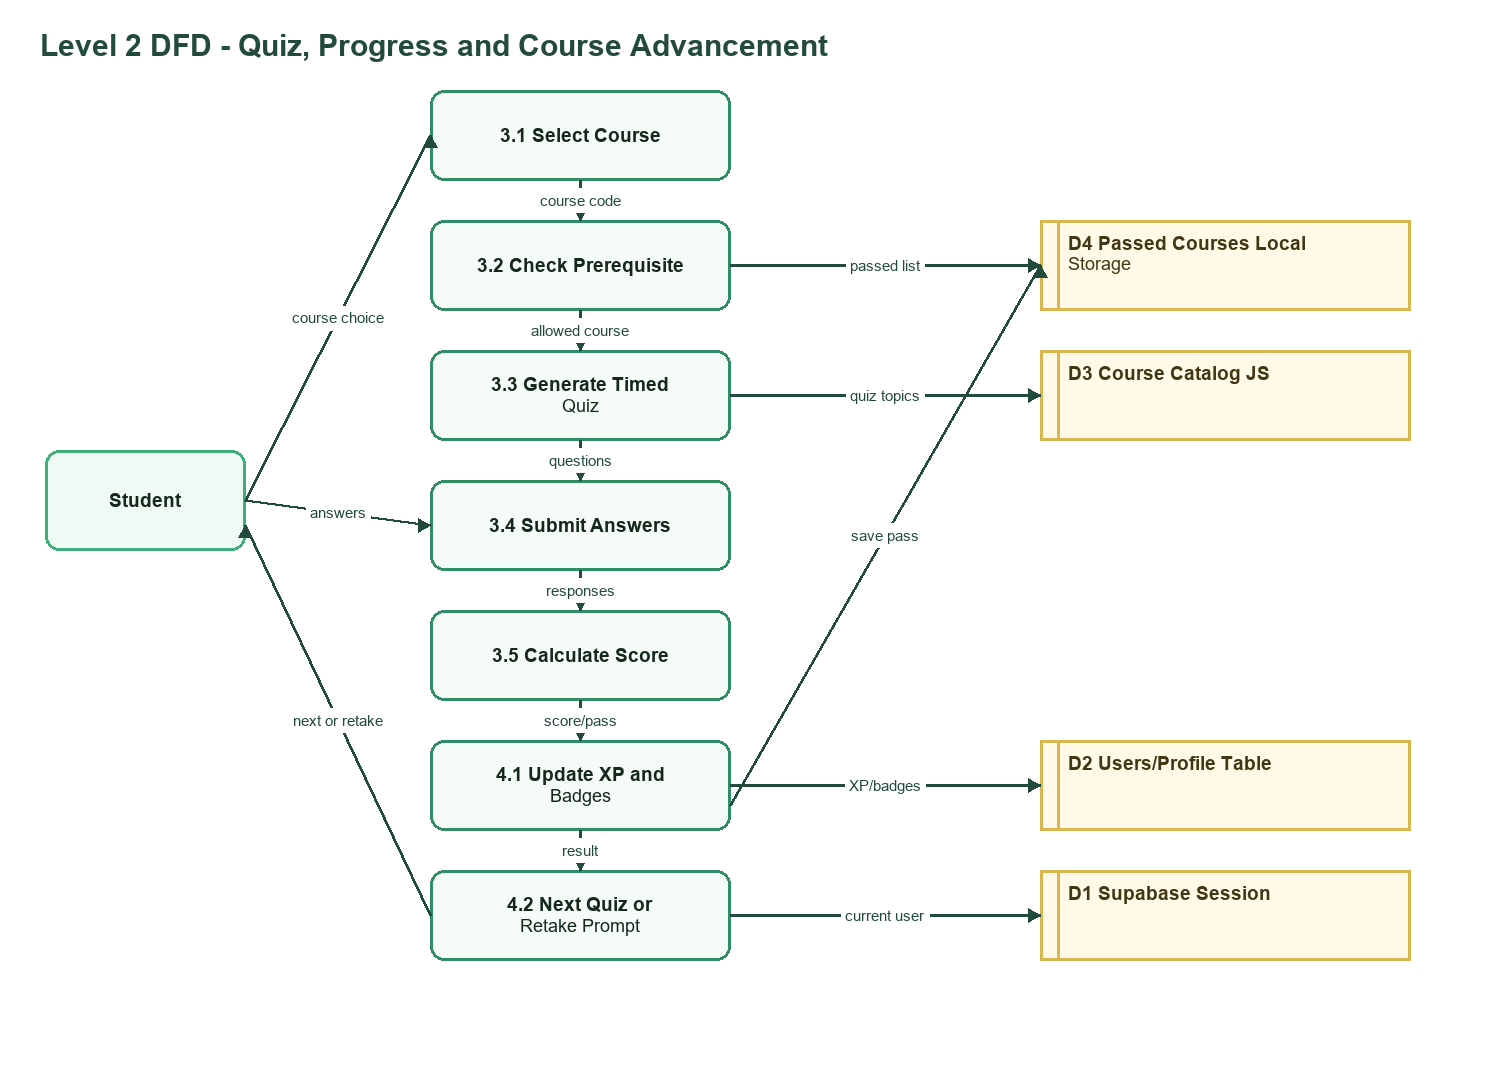 Level 2 DFD - Quiz, Progress and Course Advancement
3.1 Select Course
course code
3.2 Check Prerequisite
passed list
D4 Passed Courses Local
Storage
course choice
allowed course
3.3 Generate Timed
Quiz
quiz topics
D3 Course Catalog JS
questions
Student
answers
3.4 Submit Answers
save pass
responses
3.5 Calculate Score
next or retake
score/pass
4.1 Update XP and
Badges
XP/badges
D2 Users/Profile Table
result
4.2 Next Quiz or
Retake Prompt
current user
D1 Supabase Session